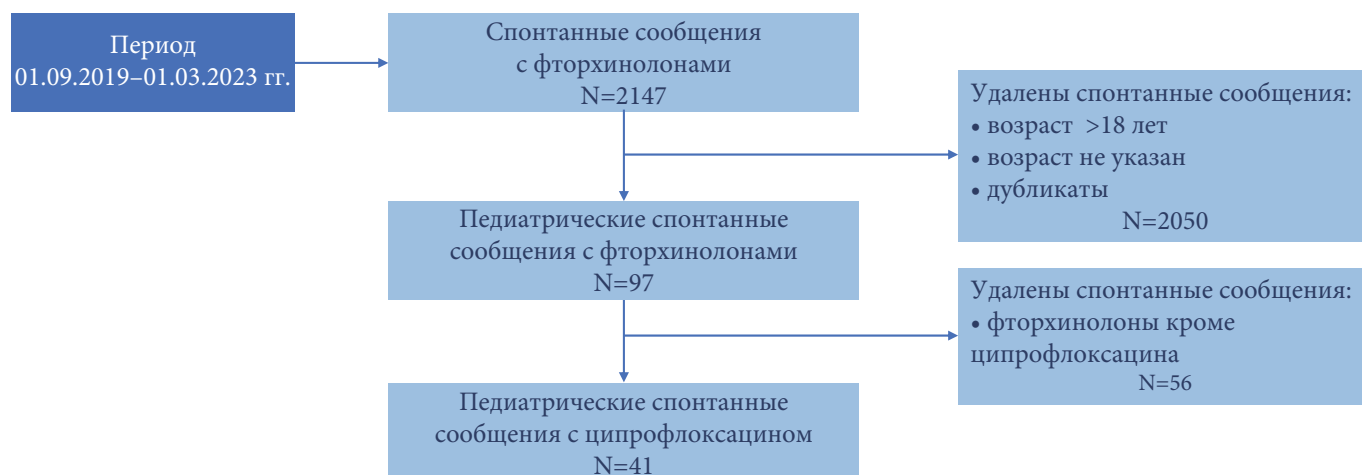 Период
01.09.2019–01.03.2023 гг.
Спонтанные сообщения
с фторхинолонами
N=2147
Удалены спонтанные сообщения:
• возраст >18 лет
• возраст не указан
• дубликаты
N=2050
Педиатрические спонтанные
сообщения с фторхинолонами
N=97
Удалены спонтанные сообщения:
• фторхинолоны кроме
ципрофлоксацина
N=56
Педиатрические спонтанные
сообщения с ципрофлоксацином
N=41